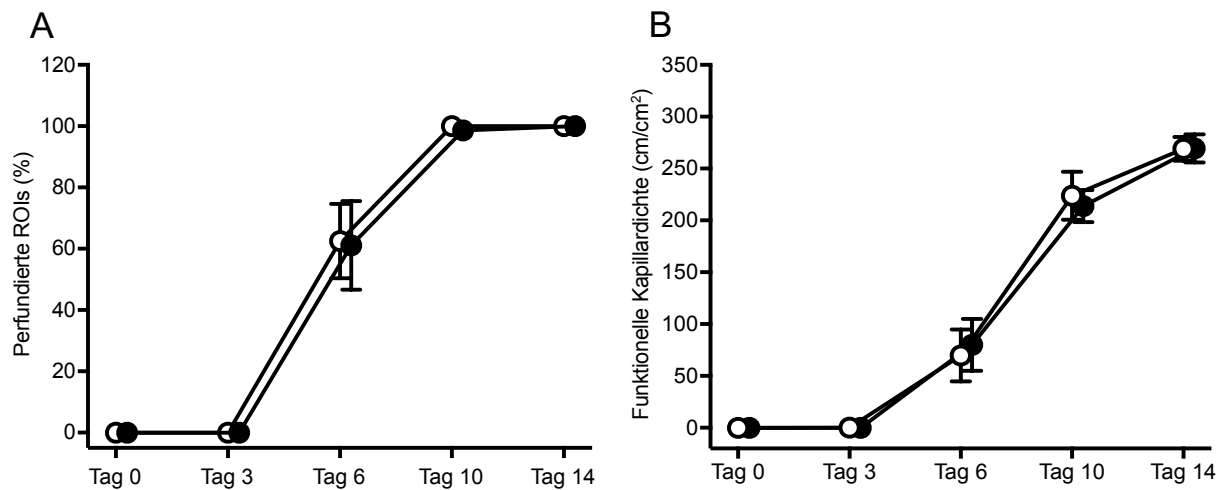 A
Perfundierte ROIs (%)
120
100
80
60
40
20
0
Tag 0 Tag 3 Tag 6 Tag 10 Tag 14
B
Funktionelle Kapillardichte (cm/cm²)
350
300
250
200
150
100
50
0
Tag 0 Tag 3 Tag 6 Tag 10 Tag 14